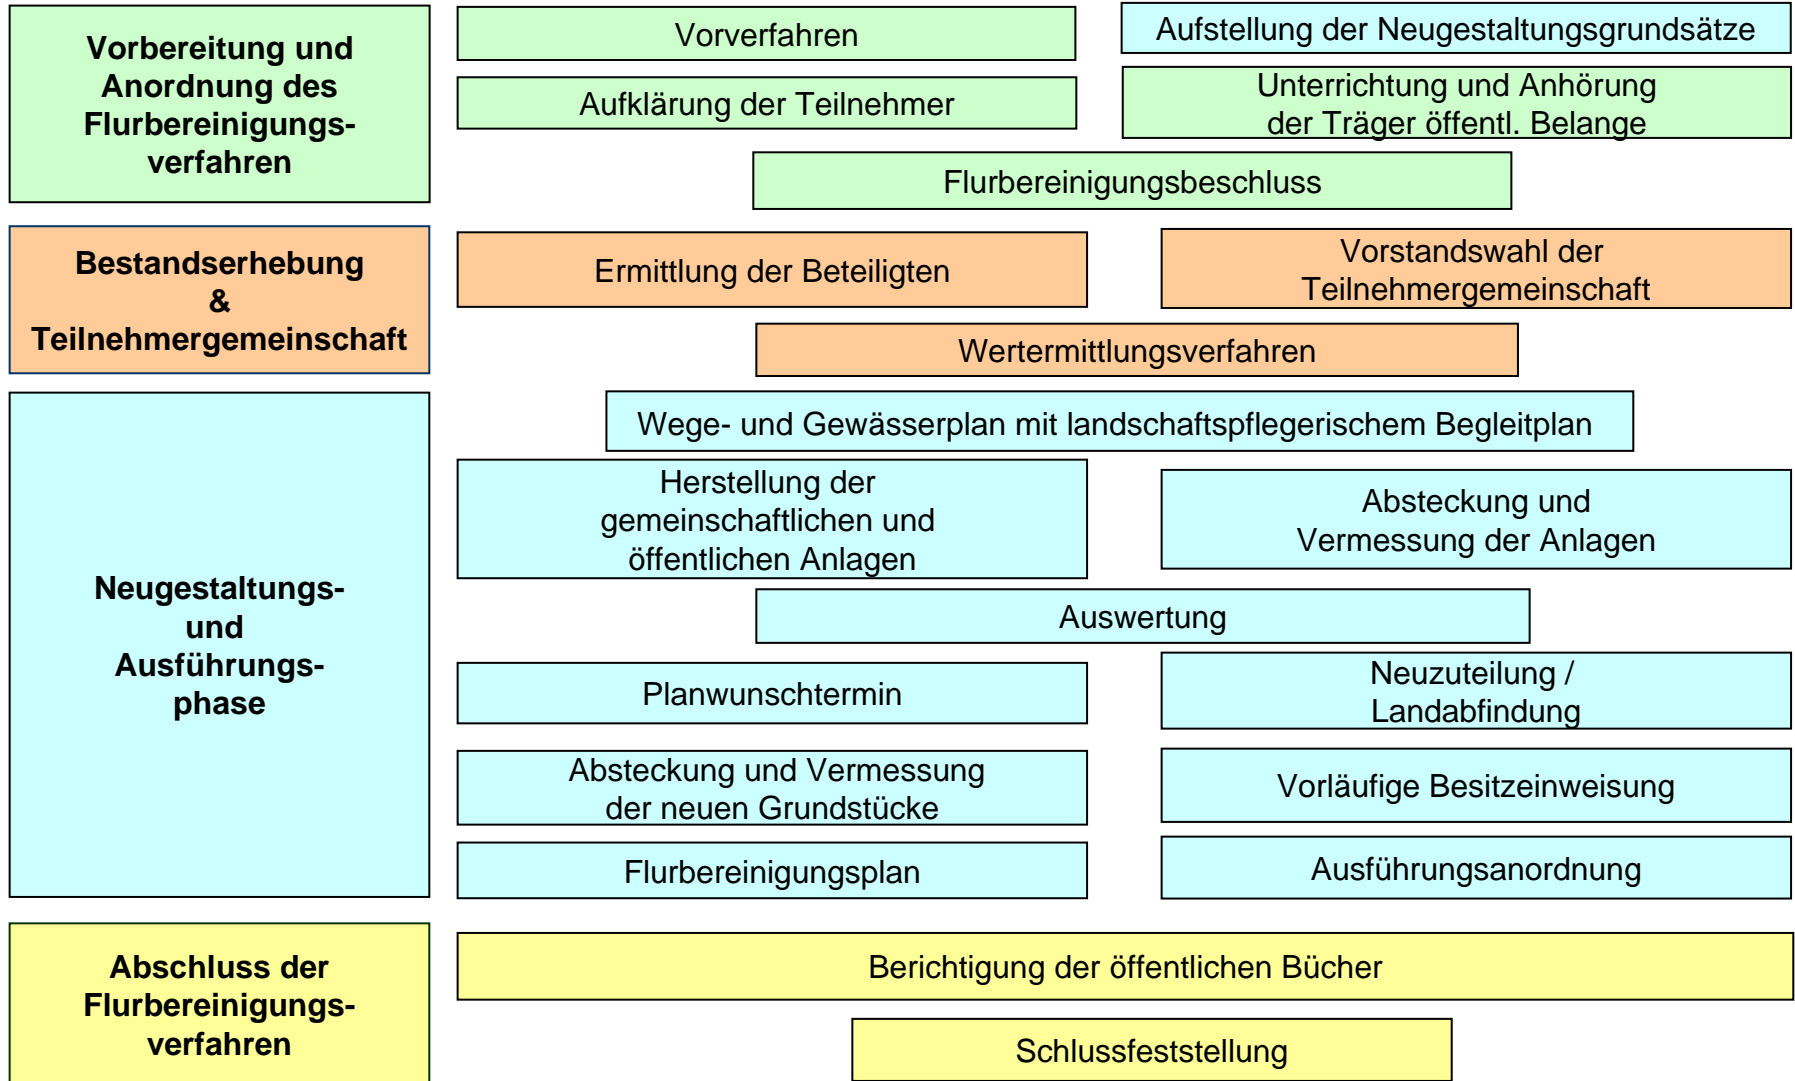 Vorbereitung und
Anordnung des
Flurbereinigungs-
verfahren
Vorverfahren
Aufstellung der Neugestaltungsgrundsätze
Aufklärung der Teilnehmer
Unterrichtung und Anhörung
der Träger öffentl. Belange
Flurbereinigungsbeschluss
Bestandserhebung
&
Teilnehmergemeinschaft
Ermittlung der Beteiligten
Vorstandswahl der
Teilnehmergemeinschaft
Wertermittlungsverfahren
Neugestaltungs-
und
Ausführungs-
phase
Wege- und Gewässerplan mit landschaftspflegerischem Begleitplan
Herstellung der
gemeinschaftlichen und
öffentlichen Anlagen
Absteckung und
Vermessung der Anlagen
Auswertung
Planwunschtermin
Neuzuteilung /
Landabfindung
Absteckung und Vermessung
der neuen Grundstücke
Vorläufige Besitzeinweisung
Flurbereinigungsplan
Ausführungsanordnung
Abschluss der
Flurbereinigungs-
verfahren
Berichtigung der öffentlichen Bücher
Schlussfeststellung